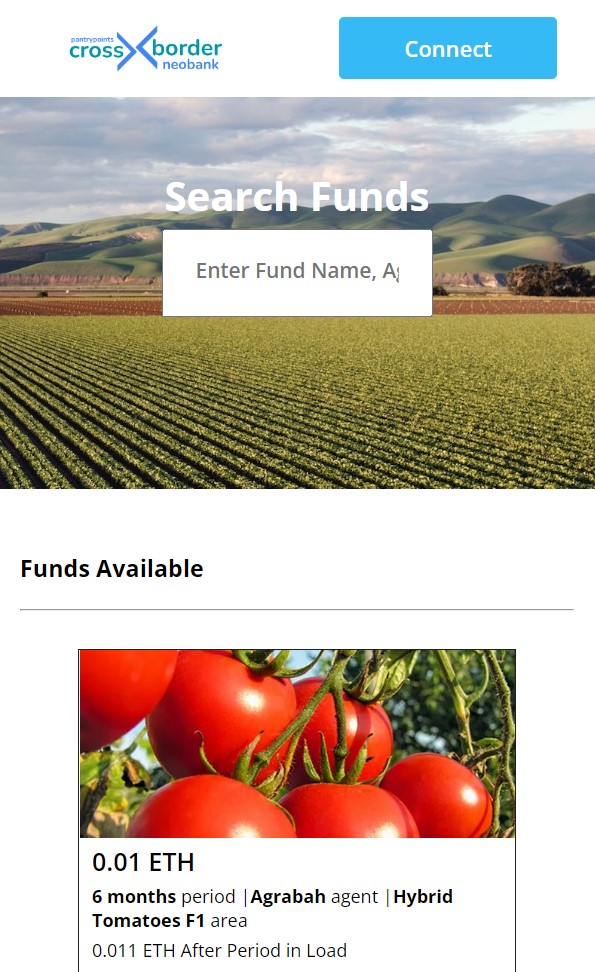 pantrypoints
cross border
neobank
Connect
Search Funds
Enter Fund Name, Ag
Funds Available
0.01 ETH
6 months period |Agrabah agent |Hybrid
Tomatoes F1 area
0.011 ETH After Period in Load